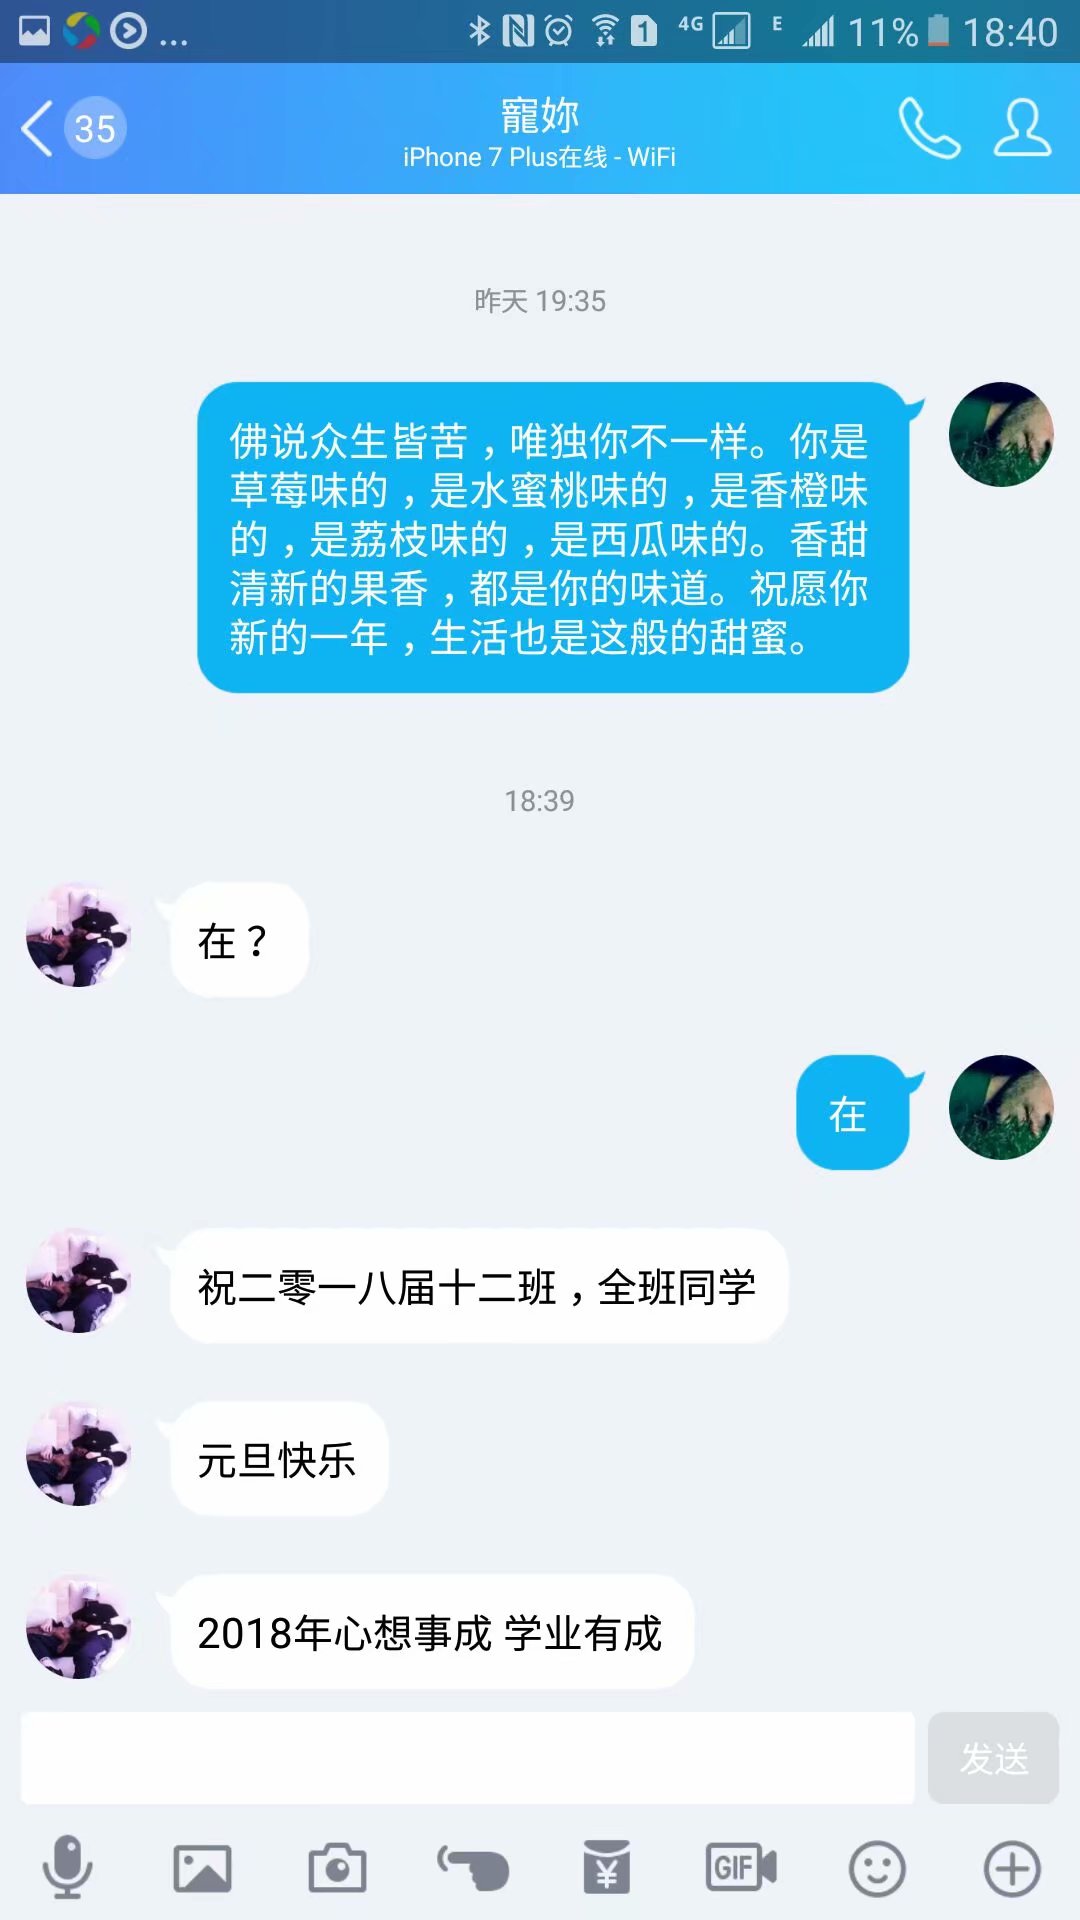 ... 4G E 11% 18:40
35
寵妳
iPhone 7 Plus在线 - WiFi
昨天 19:35
佛说众生皆苦，唯独你不一样。你是
草莓味的，是水蜜桃味的，是香橙味
的，是荔枝味的，是西瓜味的。香甜
清新的果香，都是你的味道。祝愿你
新的一年，生活也是这般的甜蜜。
18:39
在？
在
祝二零一八届十二班，全班同学
元旦快乐
2018年心想事成 学业有成
发送
GIF